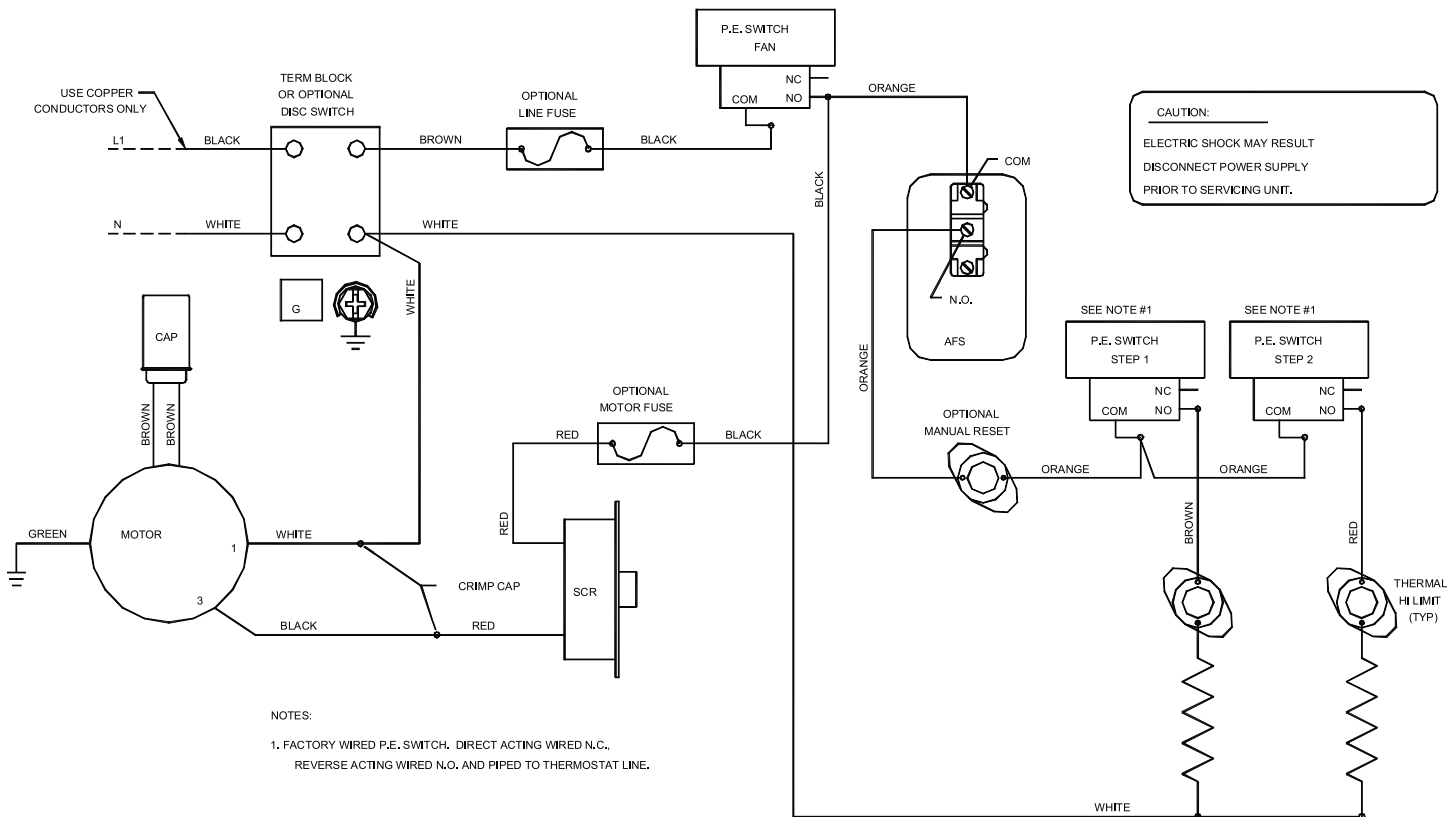 P.E. SWITCH
FAN
NC
NO
COM
ORANGE
USE COPPER
CONDUCTORS ONLY
TERM BLOCK
OR OPTIONAL
DISC SWITCH
OPTIONAL
LINE FUSE
L1
BLACK
BROWN
BLACK
N
WHITE
WHITE
WHITE
BLACK
COM
N.O.
AFS
ORANGE
CAUTION:
ELECTRIC SHOCK MAY RESULT
DISCONNECT POWER SUPPLY
PRIOR TO SERVICING UNIT.
G
CAP
BROWN
BROWN
SEE NOTE #1
P.E. SWITCH
STEP 1
NC
NO
COM
SEE NOTE #1
P.E. SWITCH
STEP 2
NC
NO
COM
OPTIONAL
MOTOR FUSE
RED
BLACK
OPTIONAL
MANUAL RESET
ORANGE
ORANGE
GREEN
MOTOR
1
3
WHITE
CRIMP CAP
BLACK
RED
RED
SCR
BROWN
RED
THERMAL
HI LIMIT
(TYP)
NOTES:
1. FACTORY WIRED P.E. SWITCH. DIRECT ACTING WIRED N.C.,
REVERSE ACTING WIRED N.O. AND PIPED TO THERMOSTAT LINE.
WHITE